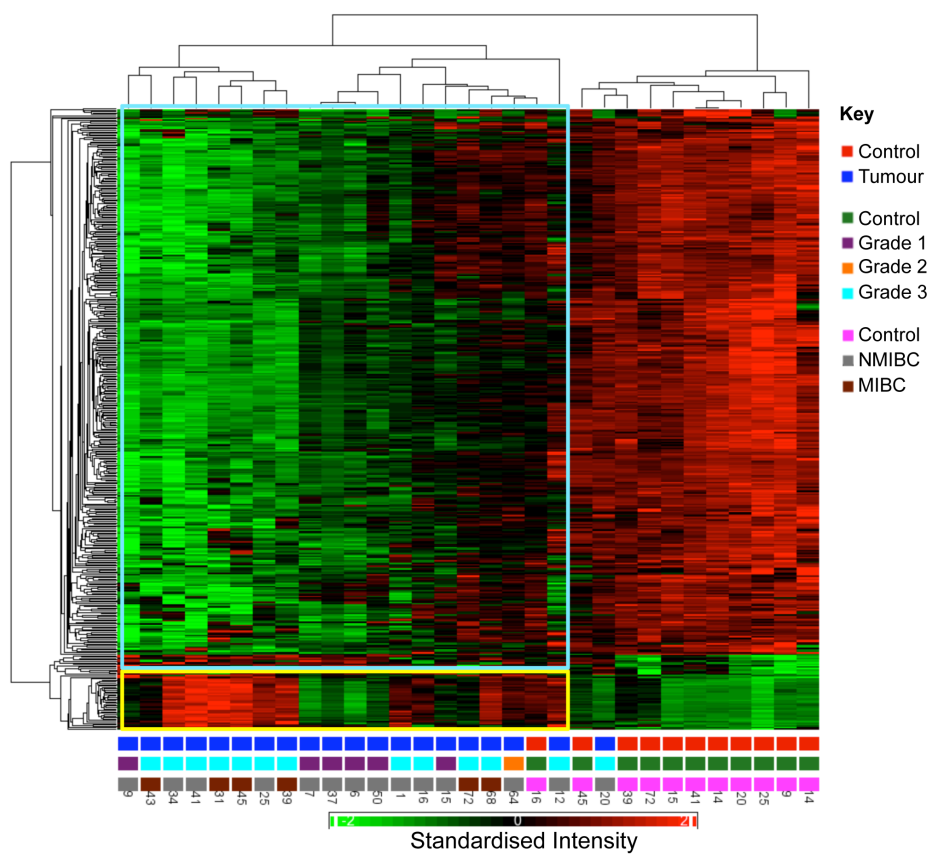 Key
Control
Tumour
Control
Grade 1
Grade 2
Grade 3
Control
NMIBC
MIBC
9 43 34 41 31 45 25 39 7 37 6 50 1 16 15 72 68 64 16 12 45 20 39 72 15 41 14 20 25 9 14
-2 0 2
Standardised Intensity